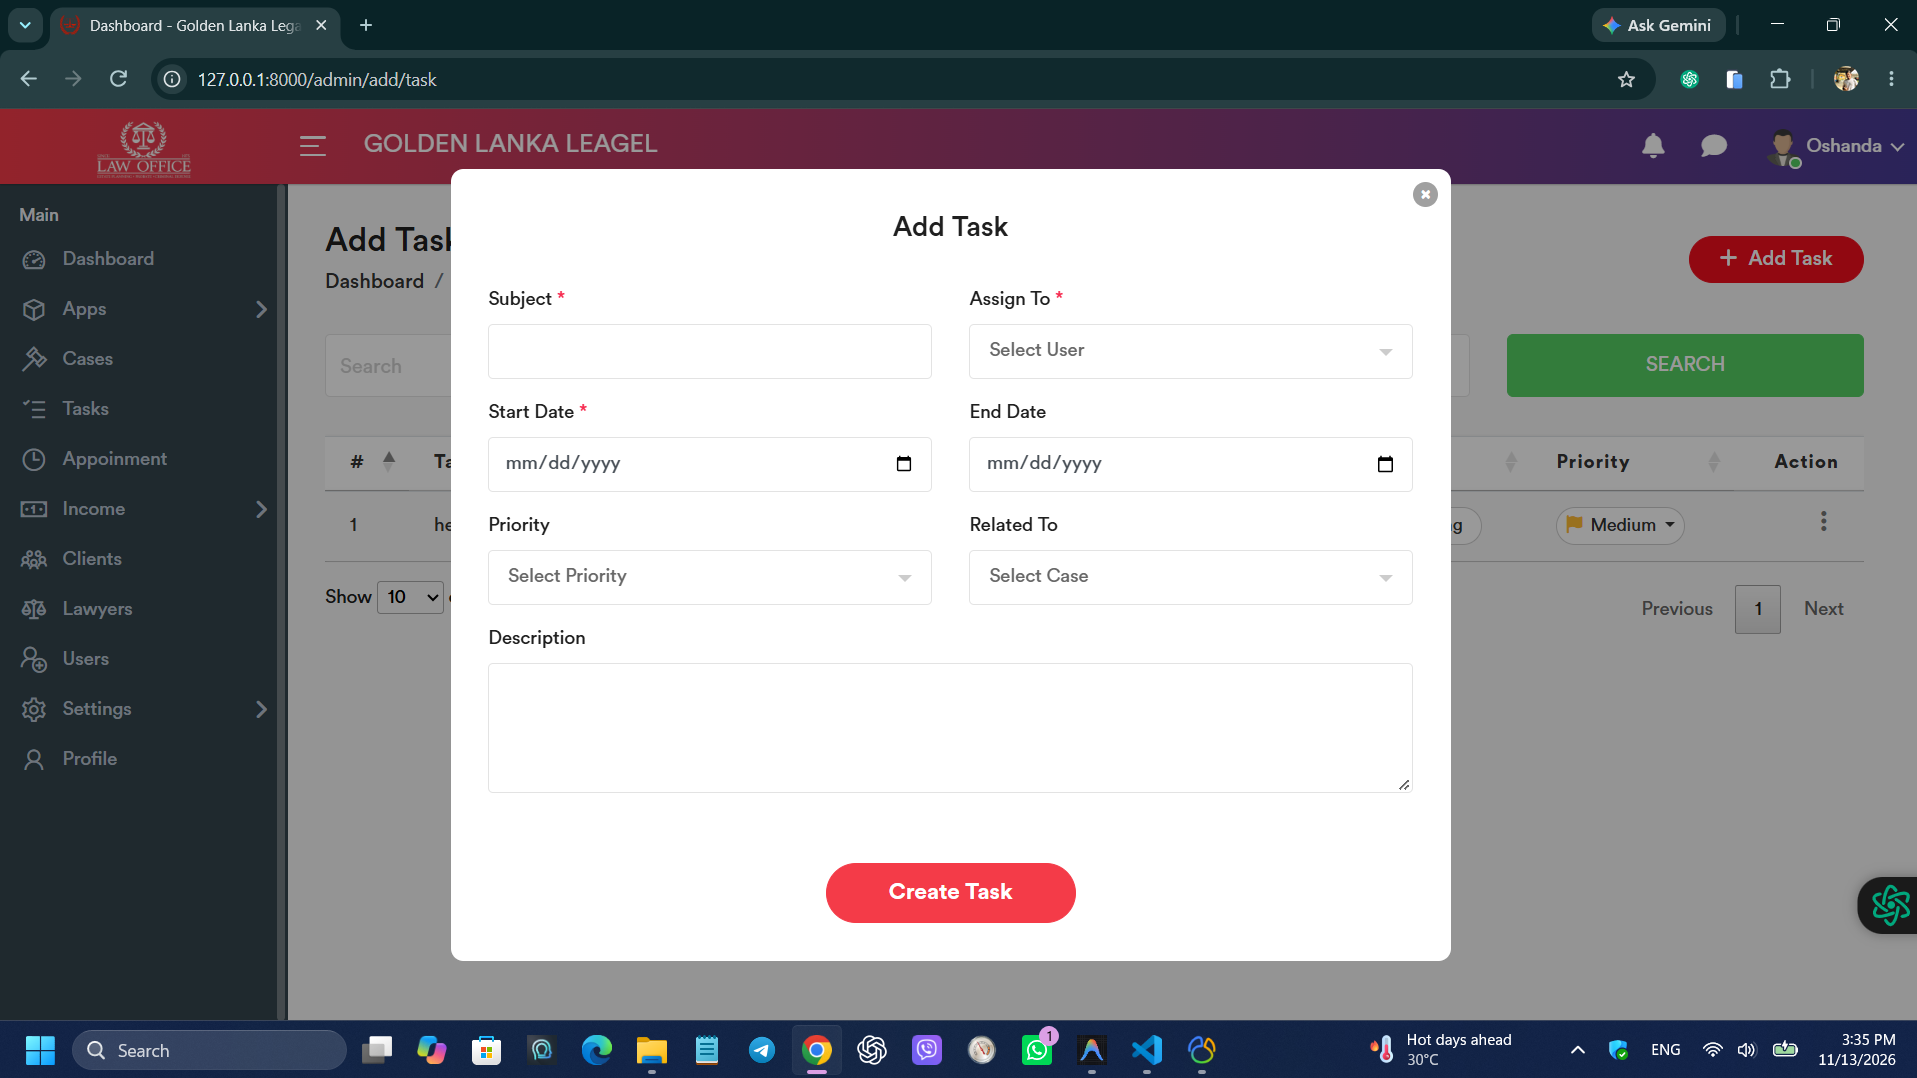 Dashboard - Golden Lanka Lega
Ask Gemini
127.0.0.1:8000/admin/add/task
LAW OFFICE
GOLDEN LANKA LEAGEL
Oshanda
Main
Dashboard
Apps
Cases
Tasks
Appoinment
Income
Clients
Lawyers
Users
Settings
Profile
Add Task
Dashboard /
+ Add Task
Search
SEARCH
# Ta Priority Action
1 he g Medium
Show 10
Previous 1 Next
Add Task
Subject *
Assign To *
Select User
Start Date *
End Date
mm/dd/yyyy
mm/dd/yyyy
Priority
Related To
Select Priority
Select Case
Description
Create Task
Search
1
Hot days ahead
30°C
ENG
3:35 PM
11/13/2026